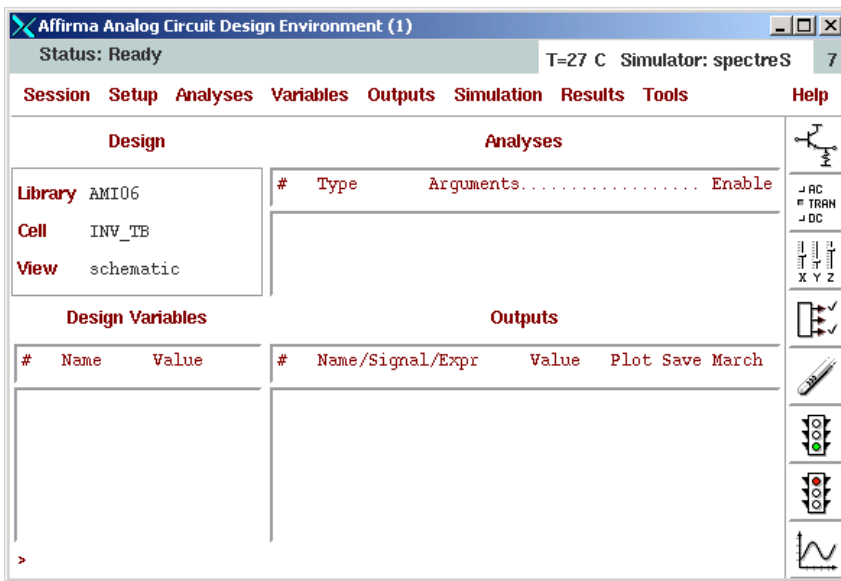 Affirma Analog Circuit Design Environment (1)
Status: Ready
T=27 C Simulator: spectreS 7
Session Setup Analyses Variables Outputs Simulation Results Tools Help
Design
Analyses
Library AMI06
Cell INV_TB
View schematic
# Type Arguments.................. Enable
AC
TRAN
DC
X Y Z
Design Variables
Outputs
# Name Value
# Name/Signal/Expr Value Plot Save March
>